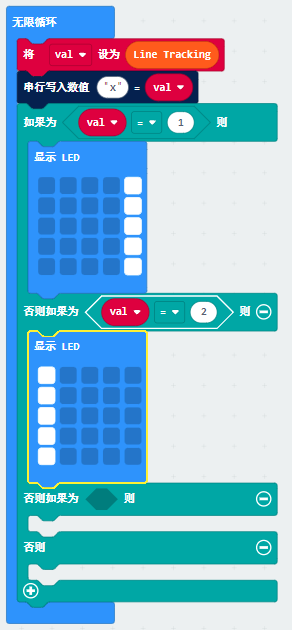 无限循环
将 val 设为 Line Tracking
串行写入数值 "x" = val
如果为 val = 1 则
显示 LED
否则如果为 val = 2 则
显示 LED
否则如果为 则
否则